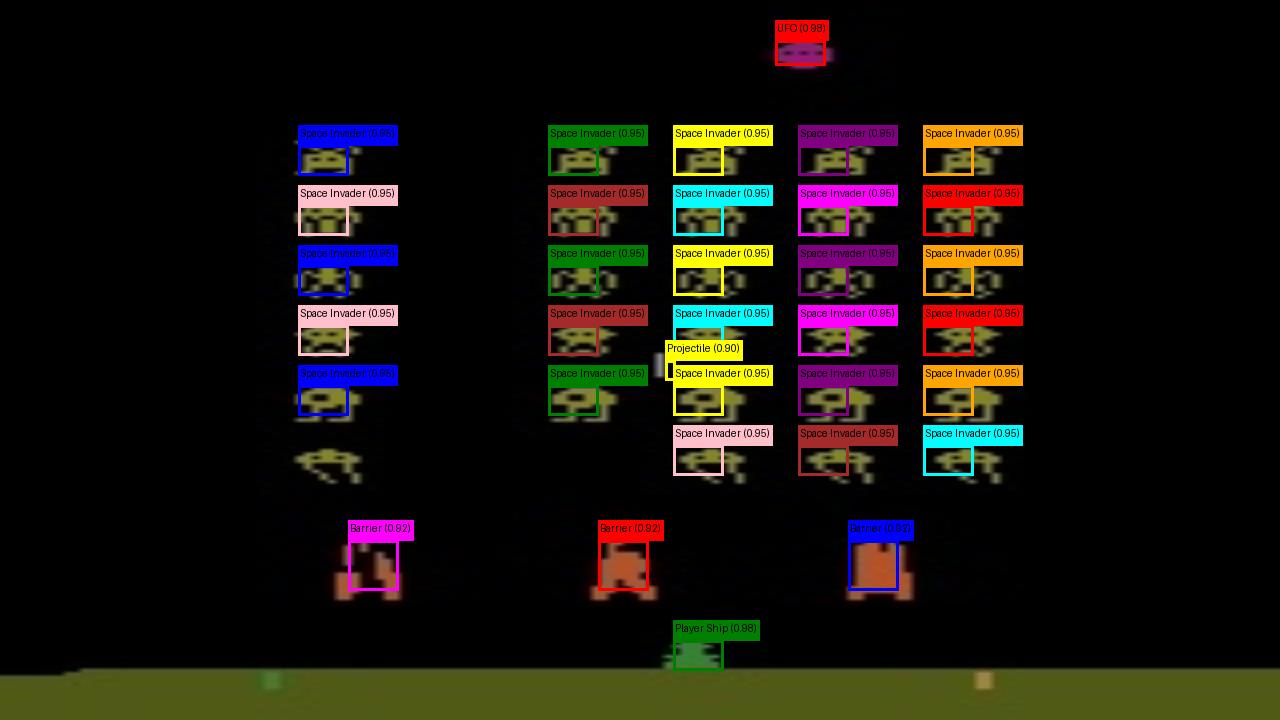 UFO (0.98)
Space Invader (0.95) Space Invader (0.95) Space Invader (0.95) Space Invader (0.95) Space Invader (0.95)
Space Invader (0.95) Space Invader (0.95) Space Invader (0.95) Space Invader (0.95) Space Invader (0.95)
Space Invader (0.95) Space Invader (0.95) Space Invader (0.95) Space Invader (0.95) Space Invader (0.95)
Space Invader (0.95) Space Invader (0.95) Space Invader (0.95) Space Invader (0.95) Space Invader (0.95)
Projectile (0.90)
Space Invader (0.95) Space Invader (0.95) Space Invader (0.95) Space Invader (0.95) Space Invader (0.95)
Space Invader (0.95) Space Invader (0.95) Space Invader (0.95)
Barrier (0.92) Barrier (0.92) Barrier (0.92)
Player Ship (0.98)